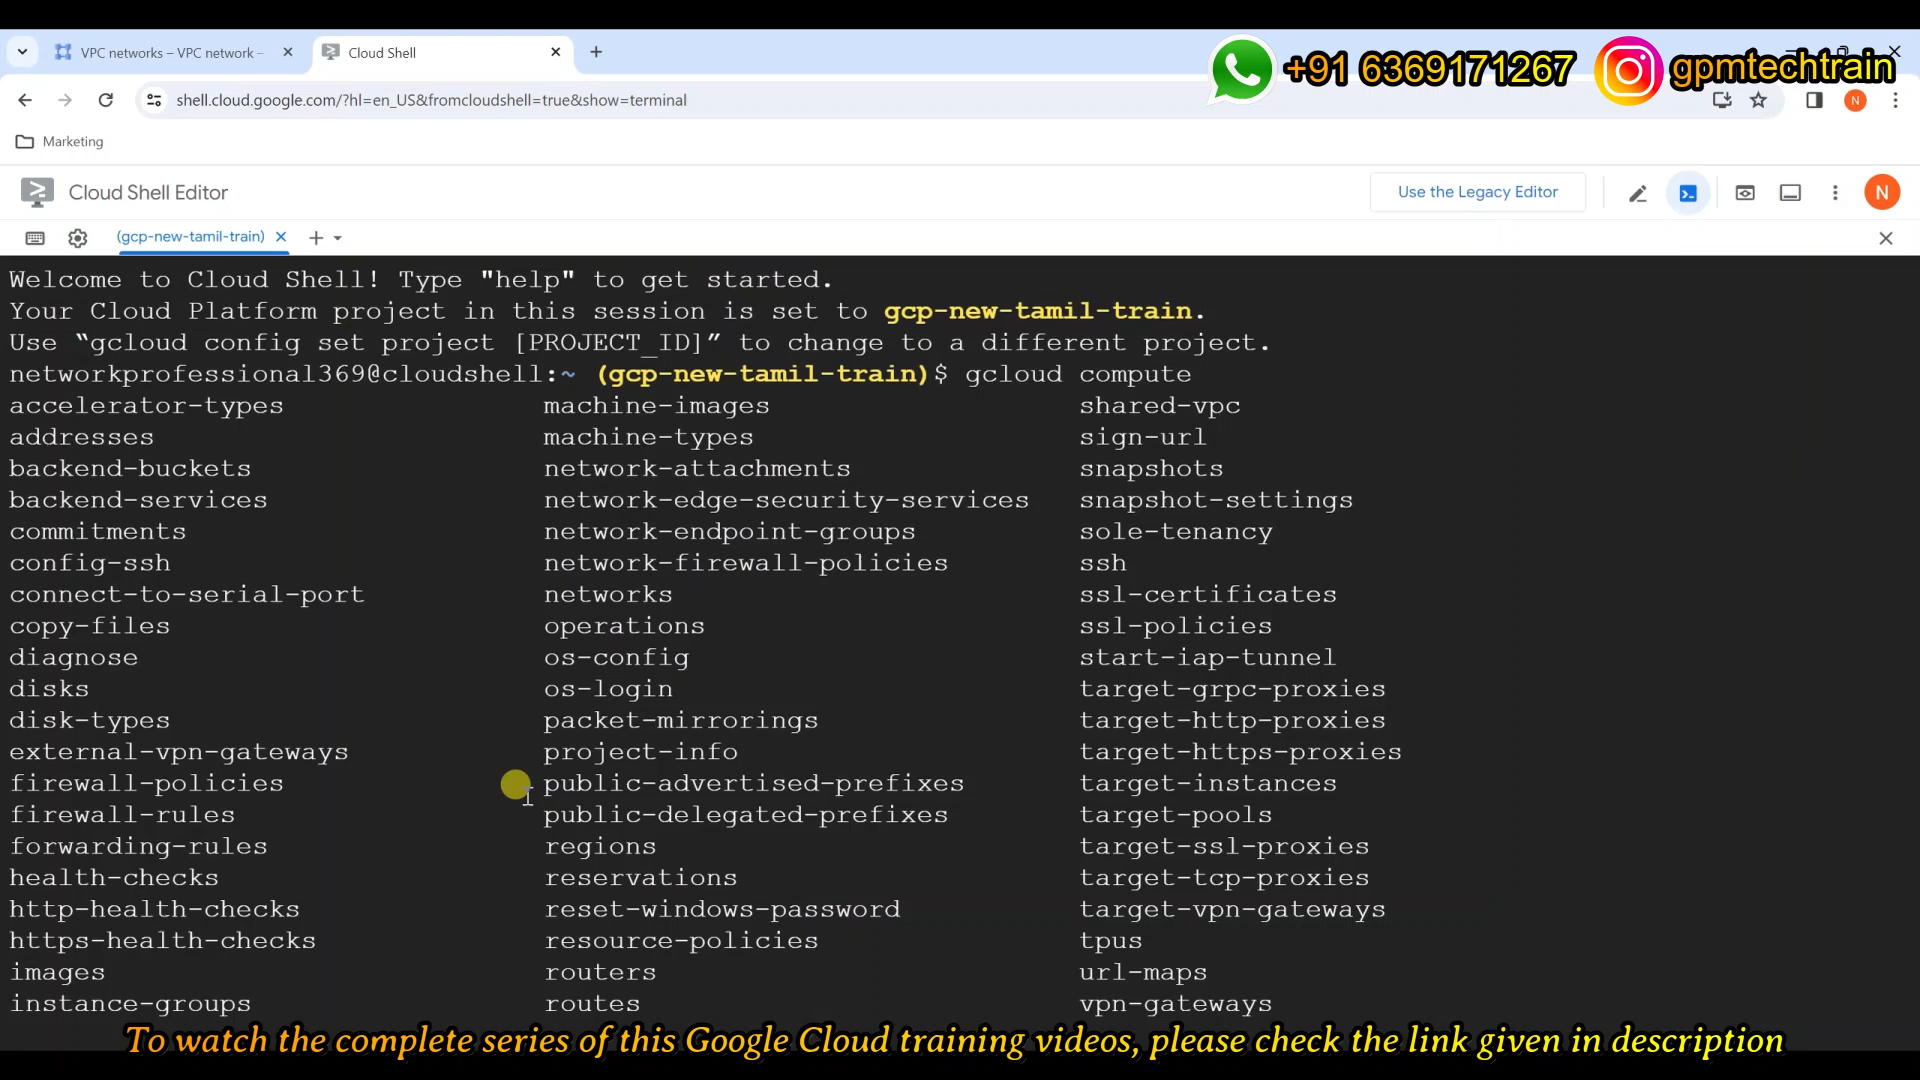 VPC networks – VPC network –
Cloud Shell
+91 6369171267
gpmtechtrain
shell.cloud.google.com/?hl=en_US&fromcloudshell=true&show=terminal
N
Marketing
Cloud Shell Editor
Use the Legacy Editor
N
(gcp-new-tamil-train)
Welcome to Cloud Shell! Type "help" to get started.
Your Cloud Platform project in this session is set to gcp-new-tamil-train.
Use “gcloud config set project [PROJECT_ID]” to change to a different project.
networkprofessional369@cloudshell:~ (gcp-new-tamil-train)$ gcloud compute
accelerator-types machine-images shared-vpc
addresses machine-types sign-url
backend-buckets network-attachments snapshots
backend-services network-edge-security-services snapshot-settings
commitments network-endpoint-groups sole-tenancy
config-ssh network-firewall-policies ssh
connect-to-serial-port networks ssl-certificates
copy-files operations ssl-policies
diagnose os-config start-iap-tunnel
disks os-login target-grpc-proxies
disk-types packet-mirrorings target-http-proxies
external-vpn-gateways project-info target-https-proxies
firewall-policies public-advertised-prefixes target-instances
firewall-rules public-delegated-prefixes target-pools
forwarding-rules regions target-ssl-proxies
health-checks reservations target-tcp-proxies
http-health-checks reset-windows-password target-vpn-gateways
https-health-checks resource-policies tpus
images routers url-maps
instance-groups routes vpn-gateways
To watch the complete series of this Google Cloud training videos, please check the link given in description